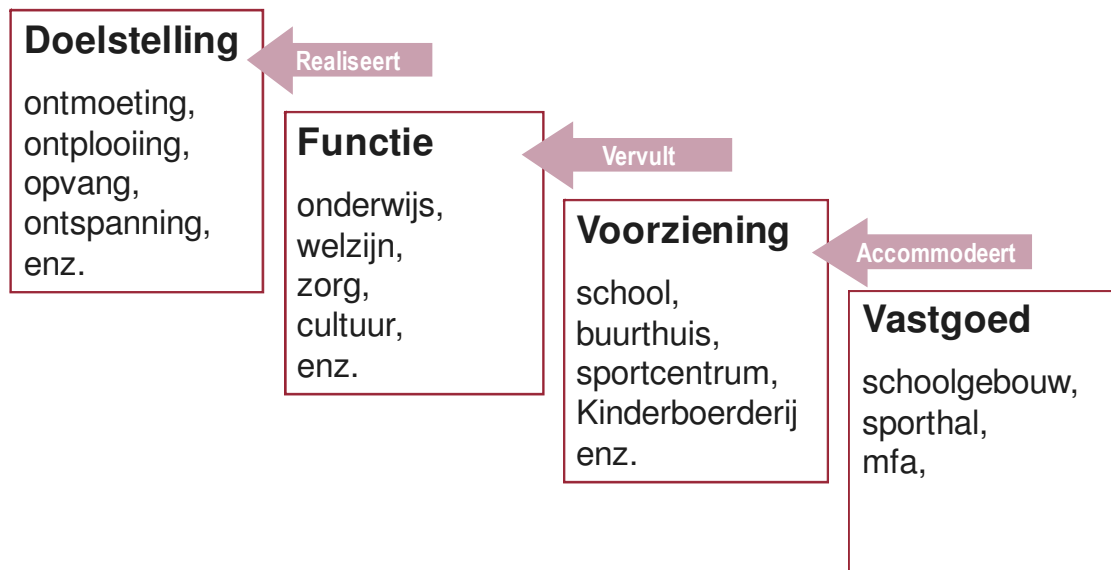 Doelstelling
ontmoeting,
ontplooiing,
opvang,
ontspanning,
enz.
Realiseert
Functie
onderwijs,
welzijn,
zorg,
cultuur,
enz.
Vervult
Voorziening
school,
buurthuis,
sportcentrum,
Kinderboerderij
enz.
Accommodeert
Vastgoed
schoolgebouw,
sporthal,
mfa,